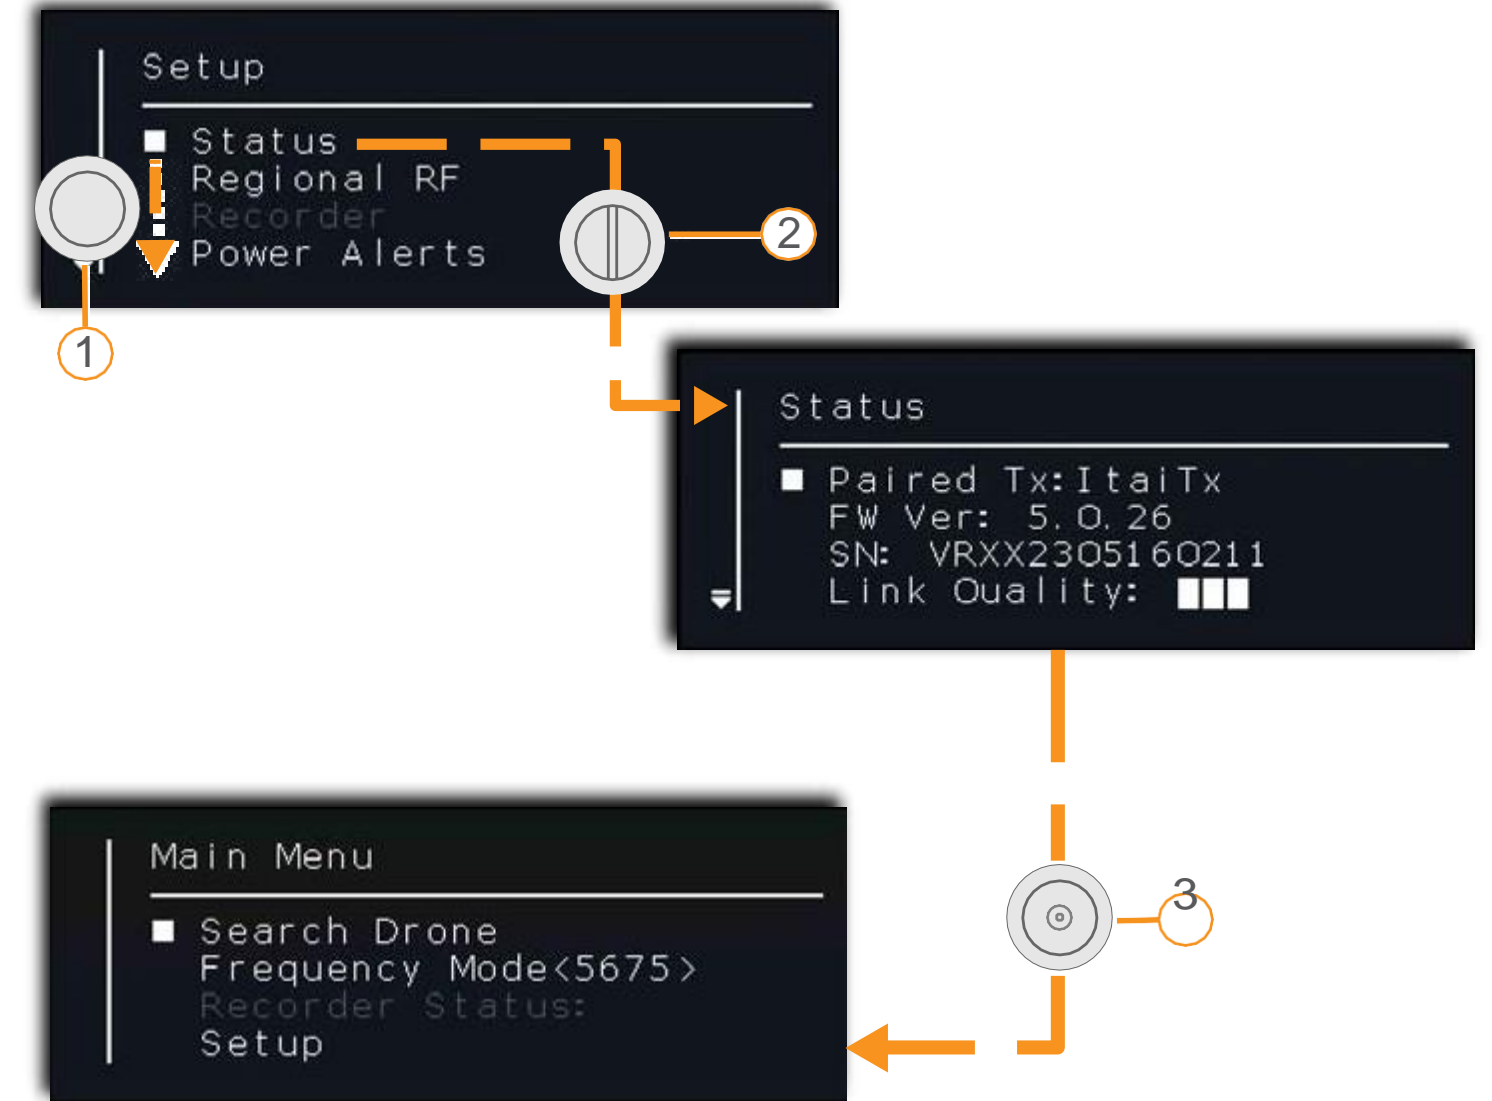 Setup
Status
Regional RF
Recorder
Power Alerts
2
1
Status
Paired Tx:ItaiTx
FW Ver: 5.0.26
SN: VRXX2305160211
Link Quality:
Main Menu
Search Drone
Frequency Mode<5675>
Recorder Status:
Setup
3